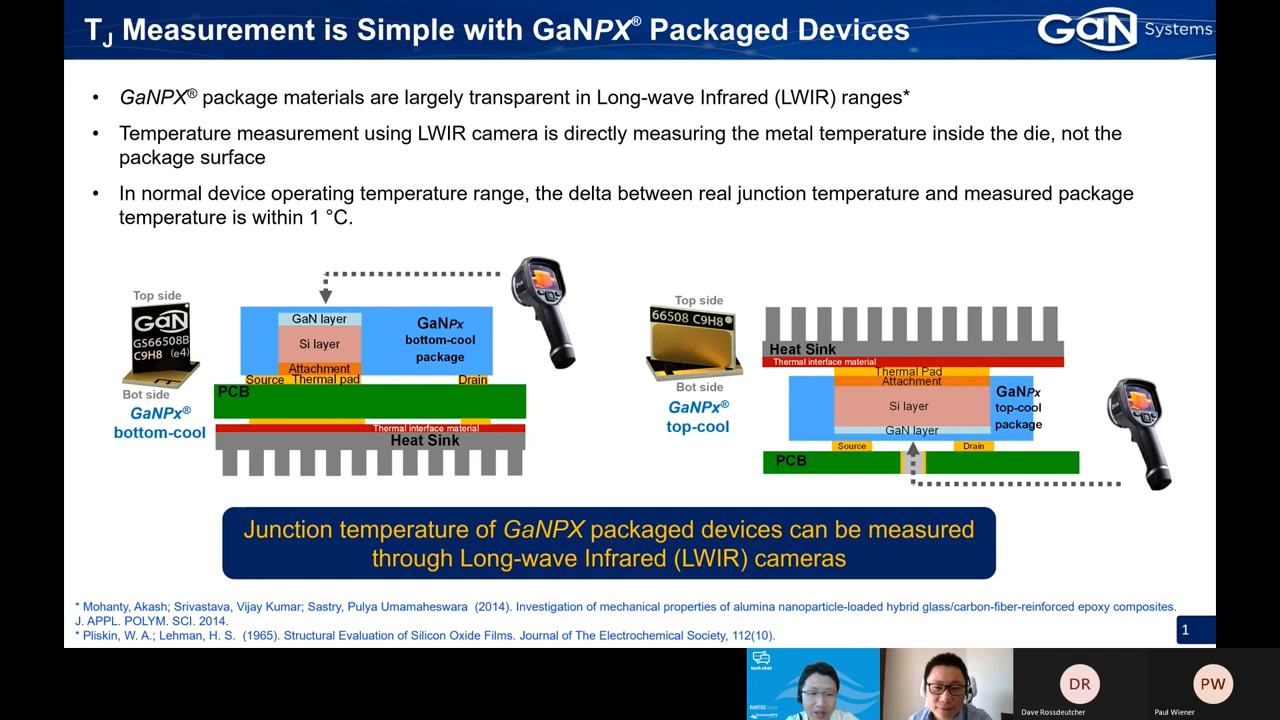 TJ Measurement is Simple with GaNPX® Packaged Devices
GaN Systems
• GaNPX® package materials are largely transparent in Long-wave Infrared (LWIR) ranges*
• Temperature measurement using LWIR camera is directly measuring the metal temperature inside the die, not the
package surface
• In normal device operating temperature range, the delta between real junction temperature and measured package
temperature is within 1 °C.
Top side
GaN
GS66508B
C9H8 (e4)
Bot side
GaNPx®
bottom-cool
GaN layer
Si layer
Attachment
Source Thermal pad Drain
GaNPx
bottom-cool
package
PCB
Thermal interface material
Heat Sink
Top side
66508 C9H8
Bot side
GaNPx®
top-cool
Heat Sink
Thermal interface material
Thermal Pad
Attachment
Si layer
GaN layer
GaNPx
top-cool
package
Source Drain
PCB
Junction temperature of GaNPX packaged devices can be measured
through Long-wave Infrared (LWIR) cameras
* Mohanty, Akash; Srivastava, Vijay Kumar; Sastry, Pulya Umamaheswara (2014). Investigation of mechanical properties of alumina nanoparticle-loaded hybrid glass/carbon-fiber-reinforced epoxy composites.
J. APPL. POLYM. SCI. 2014.
* Pliskin, W. A.; Lehman, H. S. (1965). Structural Evaluation of Silicon Oxide Films. Journal of The Electrochemical Society, 112(10).
1
tech chat
DR
Dave Rossdeutcher
PW
Paul Wiener